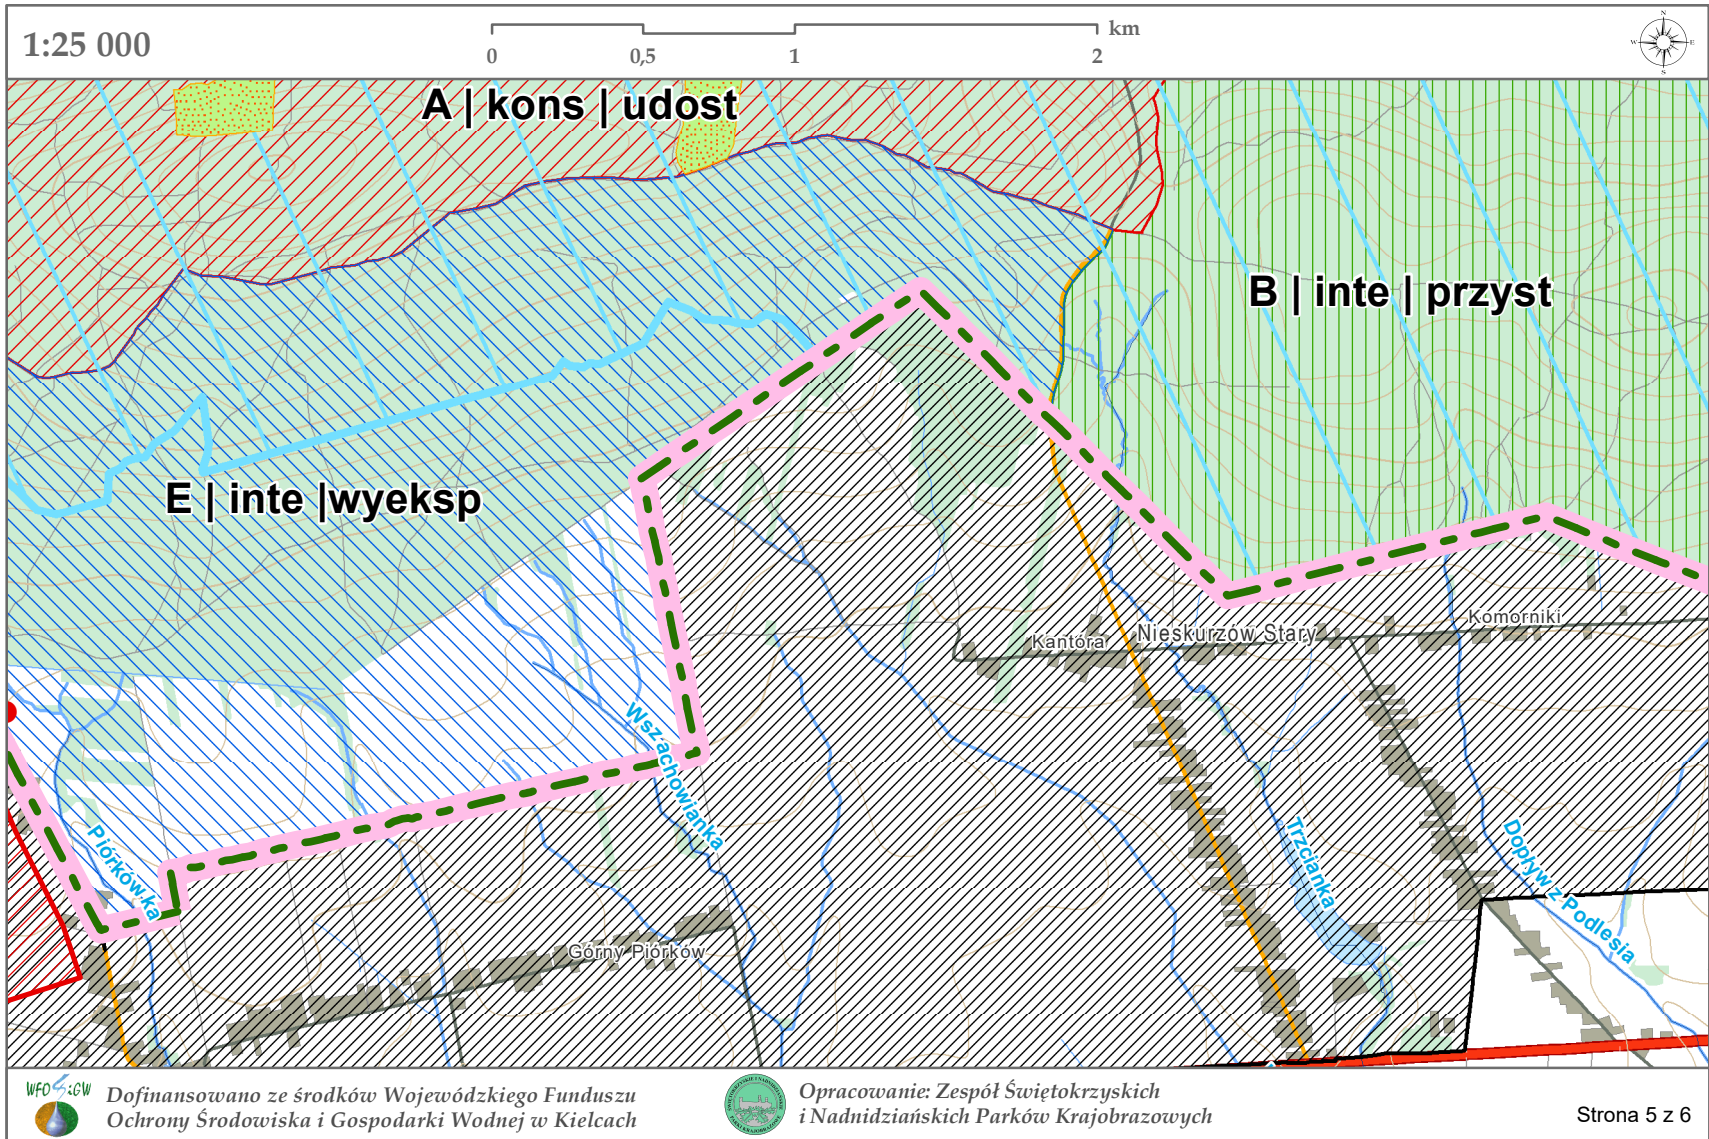 1:25 000
0 0,5 1 2 km
N
W E
S
A | kons | udost
B | inte | przyst
E | inte |wyeksp
Komorniki
Nieskurzów Stary
Kantóra
Wszachowianka
Piórkówka
Trzcianka
Dopływ z Podlesia
Górny Piórków
WFOŚiGW
Dofinansowano ze środków Wojewódzkiego Funduszu
Ochrony Środowiska i Gospodarki Wodnej w Kielcach
Opracowanie: Zespół Świętokrzyskich
i Nadnidziańskich Parków Krajobrazowych
Strona 5 z 6